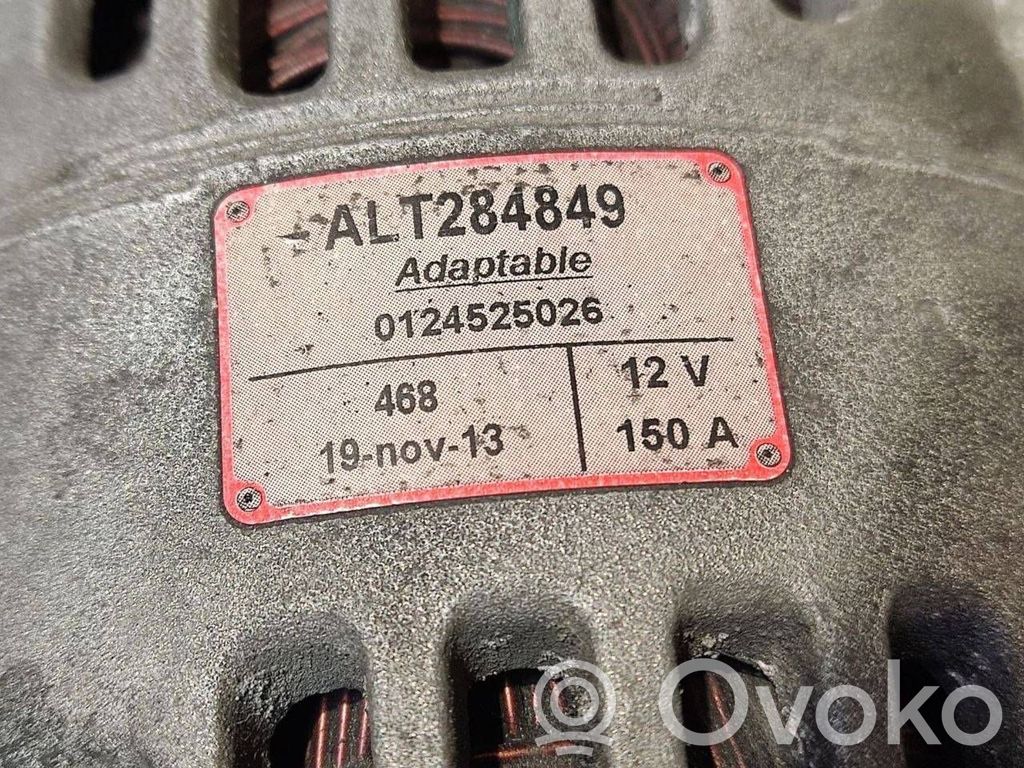 ALT284849
Adaptable
0124525026
468
12 V
19-nov-13
150 A
Ovoko